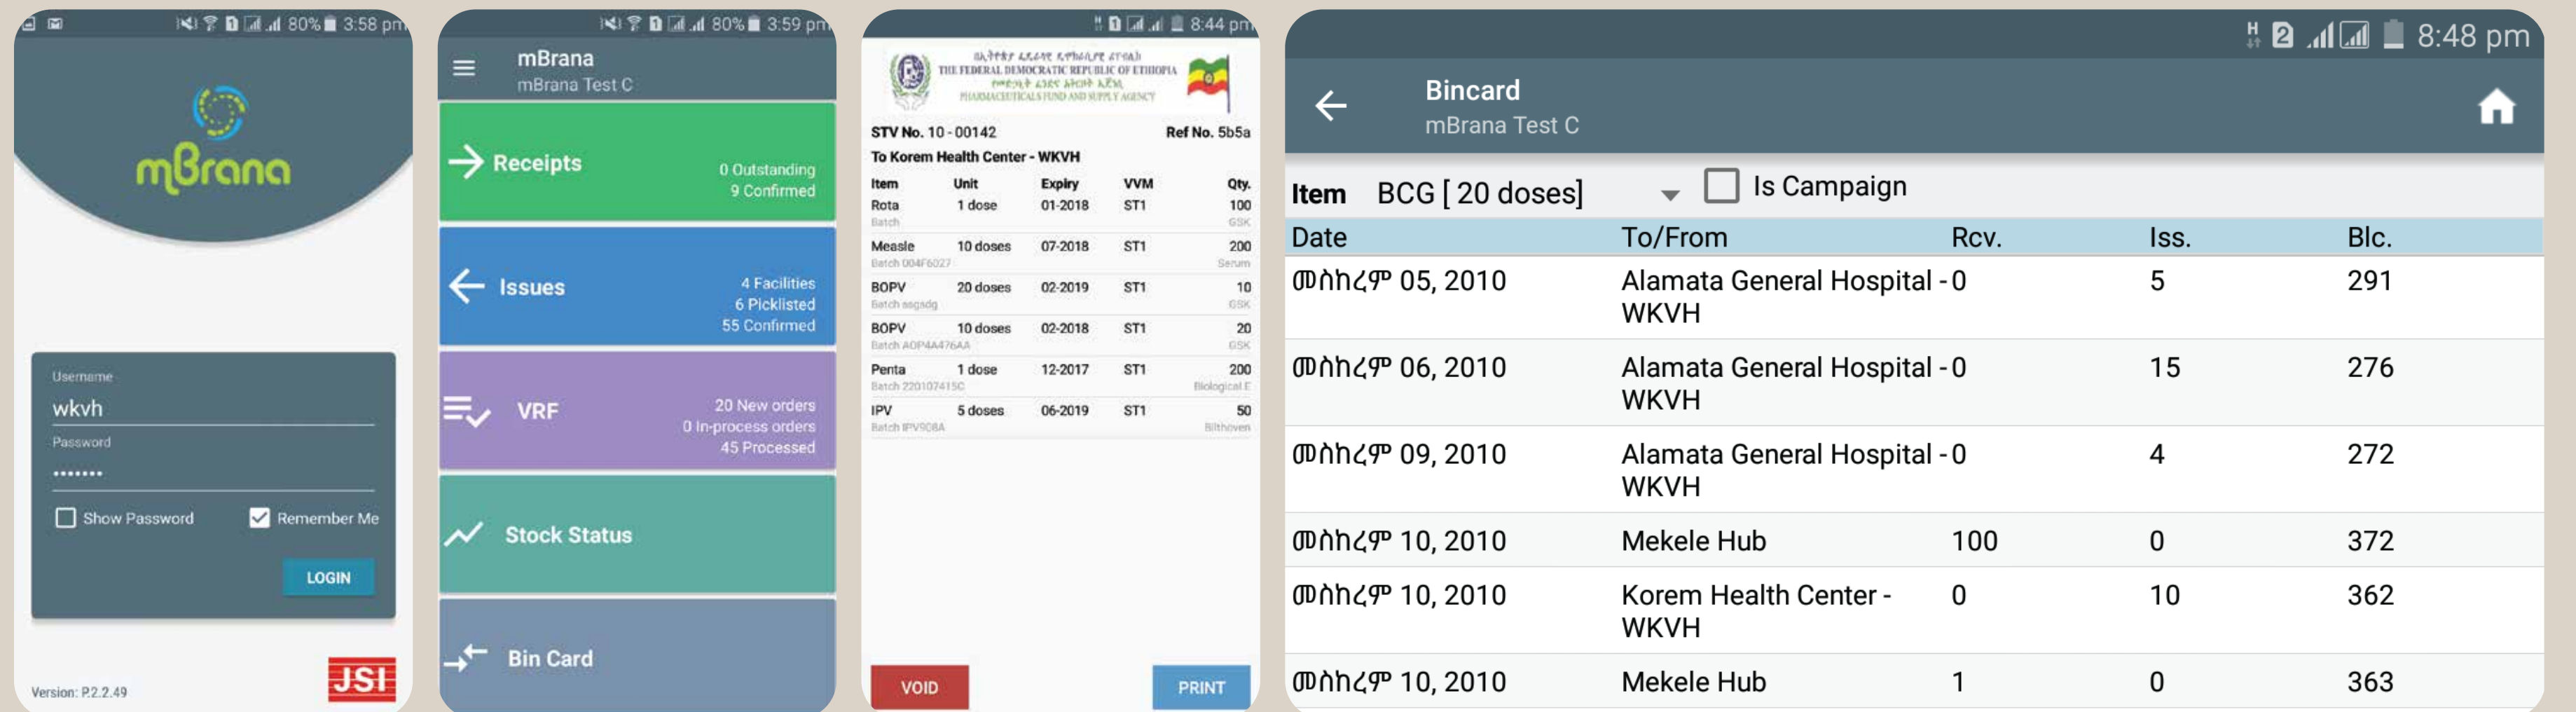 80% 3:58 pm
mBrana
Username
wkvh
Password
•••••••
Show Password
Remember Me
LOGIN
Version: P.2.2.49
JSI
80% 3:59 pm
mBrana
mBrana Test C
Receipts
0 Outstanding
9 Confirmed
Issues
4 Facilities
6 Picklisted
55 Confirmed
VRF
20 New orders
0 In-process orders
45 Processed
Stock Status
Bin Card
8:44 pm
THE FEDERAL DEMOCRATIC REPUBLIC OF ETHIOPIA
PHARMACEUTICALS FUND AND SUPPLY AGENCY
STV No. 10 - 00142 Ref No. 5b5a
To Korem Health Center - WKVH
Item Unit Expiry VVM Qty.
Rota 1 dose 01-2018 ST1 100
Batch GSK
Measle 10 doses 07-2018 ST1 200
Batch 004F6027 Serum
BOPV 20 doses 02-2019 ST1 10
Batch asgsdg GSK
BOPV 10 doses 02-2018 ST1 20
Batch AOP4A476AA GSK
Penta 1 dose 12-2017 ST1 200
Batch 220107415C Biological E
IPV 5 doses 06-2019 ST1 50
Batch IPV908A Bilthoven
VOID PRINT
H 2 8:48 pm
Bincard
mBrana Test C
Item BCG [ 20 doses] Is Campaign
Date To/From Rcv. Iss. Blc.
መስከረም 05, 2010 Alamata General Hospital - 0 5 291
WKVH
መስከረም 06, 2010 Alamata General Hospital - 0 15 276
WKVH
መስከረም 09, 2010 Alamata General Hospital - 0 4 272
WKVH
መስከረም 10, 2010 Mekele Hub 100 0 372
መስከረም 10, 2010 Korem Health Center - 0 10 362
WKVH
መስከረም 10, 2010 Mekele Hub 1 0 363